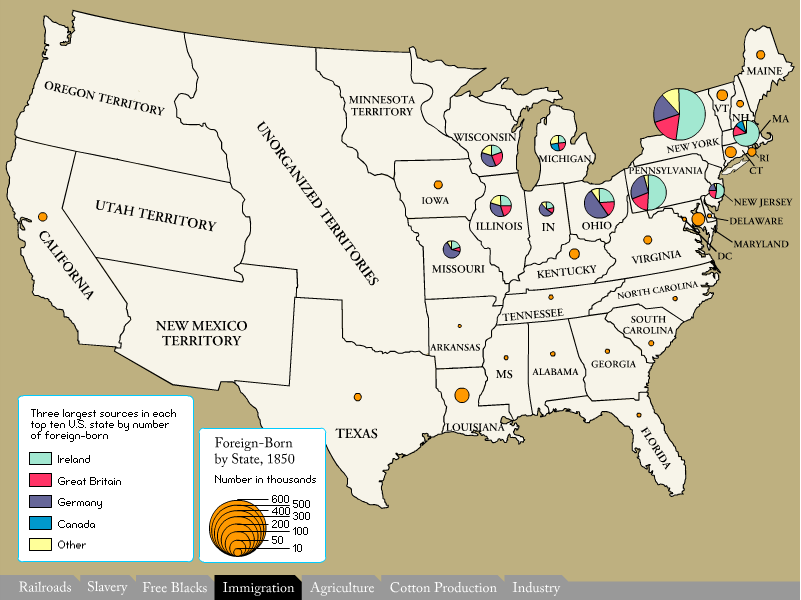 MAINE
OREGON TERRITORY
MINNESOTA
TERRITORY
VT
NH
MA
WISCONSIN
MICHIGAN
NEW YORK
RI
CT
UNORGANIZED TERRITORIES
PENNSYLVANIA
IOWA
NEW JERSEY
UTAH TERRITORY
ILLINOIS
IN
OHIO
DELAWARE
MARYLAND
DC
CALIFORNIA
MISSOURI
KENTUCKY
VIRGINIA
NORTH CAROLINA
TENNESSEE
NEW MEXICO
TERRITORY
ARKANSAS
SOUTH
CAROLINA
MS
ALABAMA
GEORGIA
TEXAS
LOUISIANA
FLORIDA
Three largest sources in each
top ten U.S. state by number
of foreign-born
Ireland
Great Britain
Germany
Canada
Other
Foreign-Born
by State, 1850
Number in thousands
600
500
400
300
200
100
50
10
Railroads
Slavery
Free Blacks
Immigration
Agriculture
Cotton Production
Industry